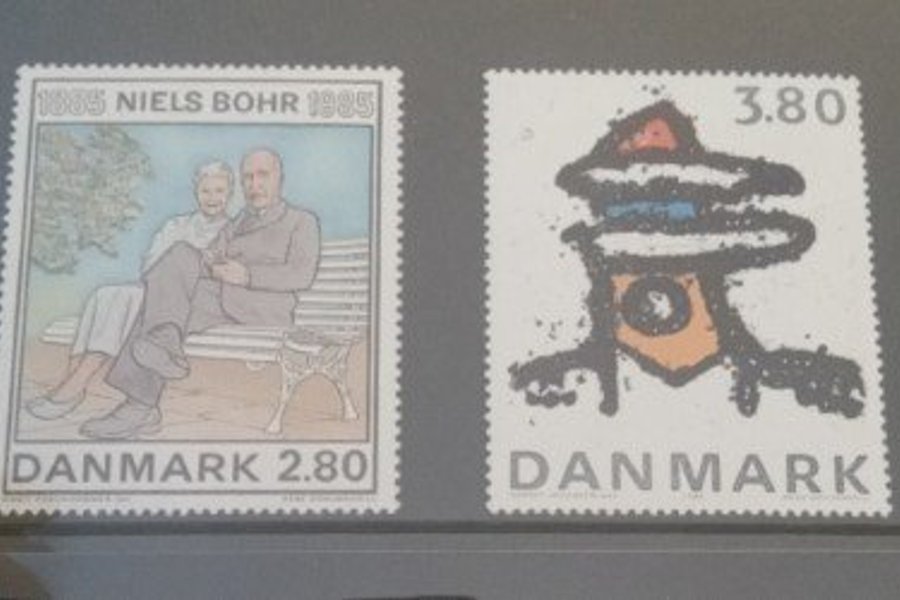 1885 NIELS BOHR 1985
DANMARK 2.80
3.80
DANMARK